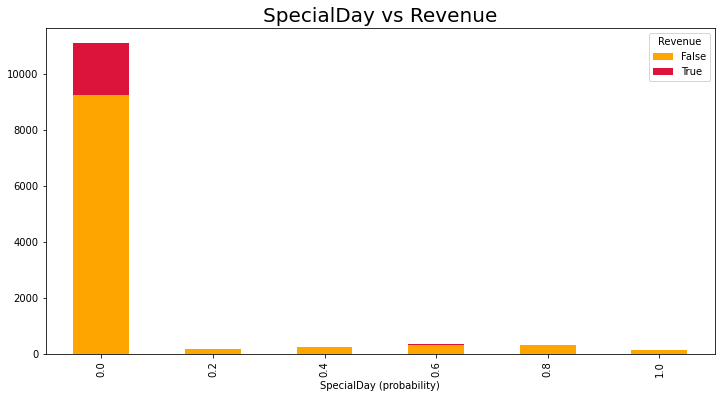 SpecialDay vs Revenue
Revenue
False
True
10000
8000
6000
4000
2000
0
0.0
0.2
0.4
0.6
0.8
1.0
SpecialDay (probability)